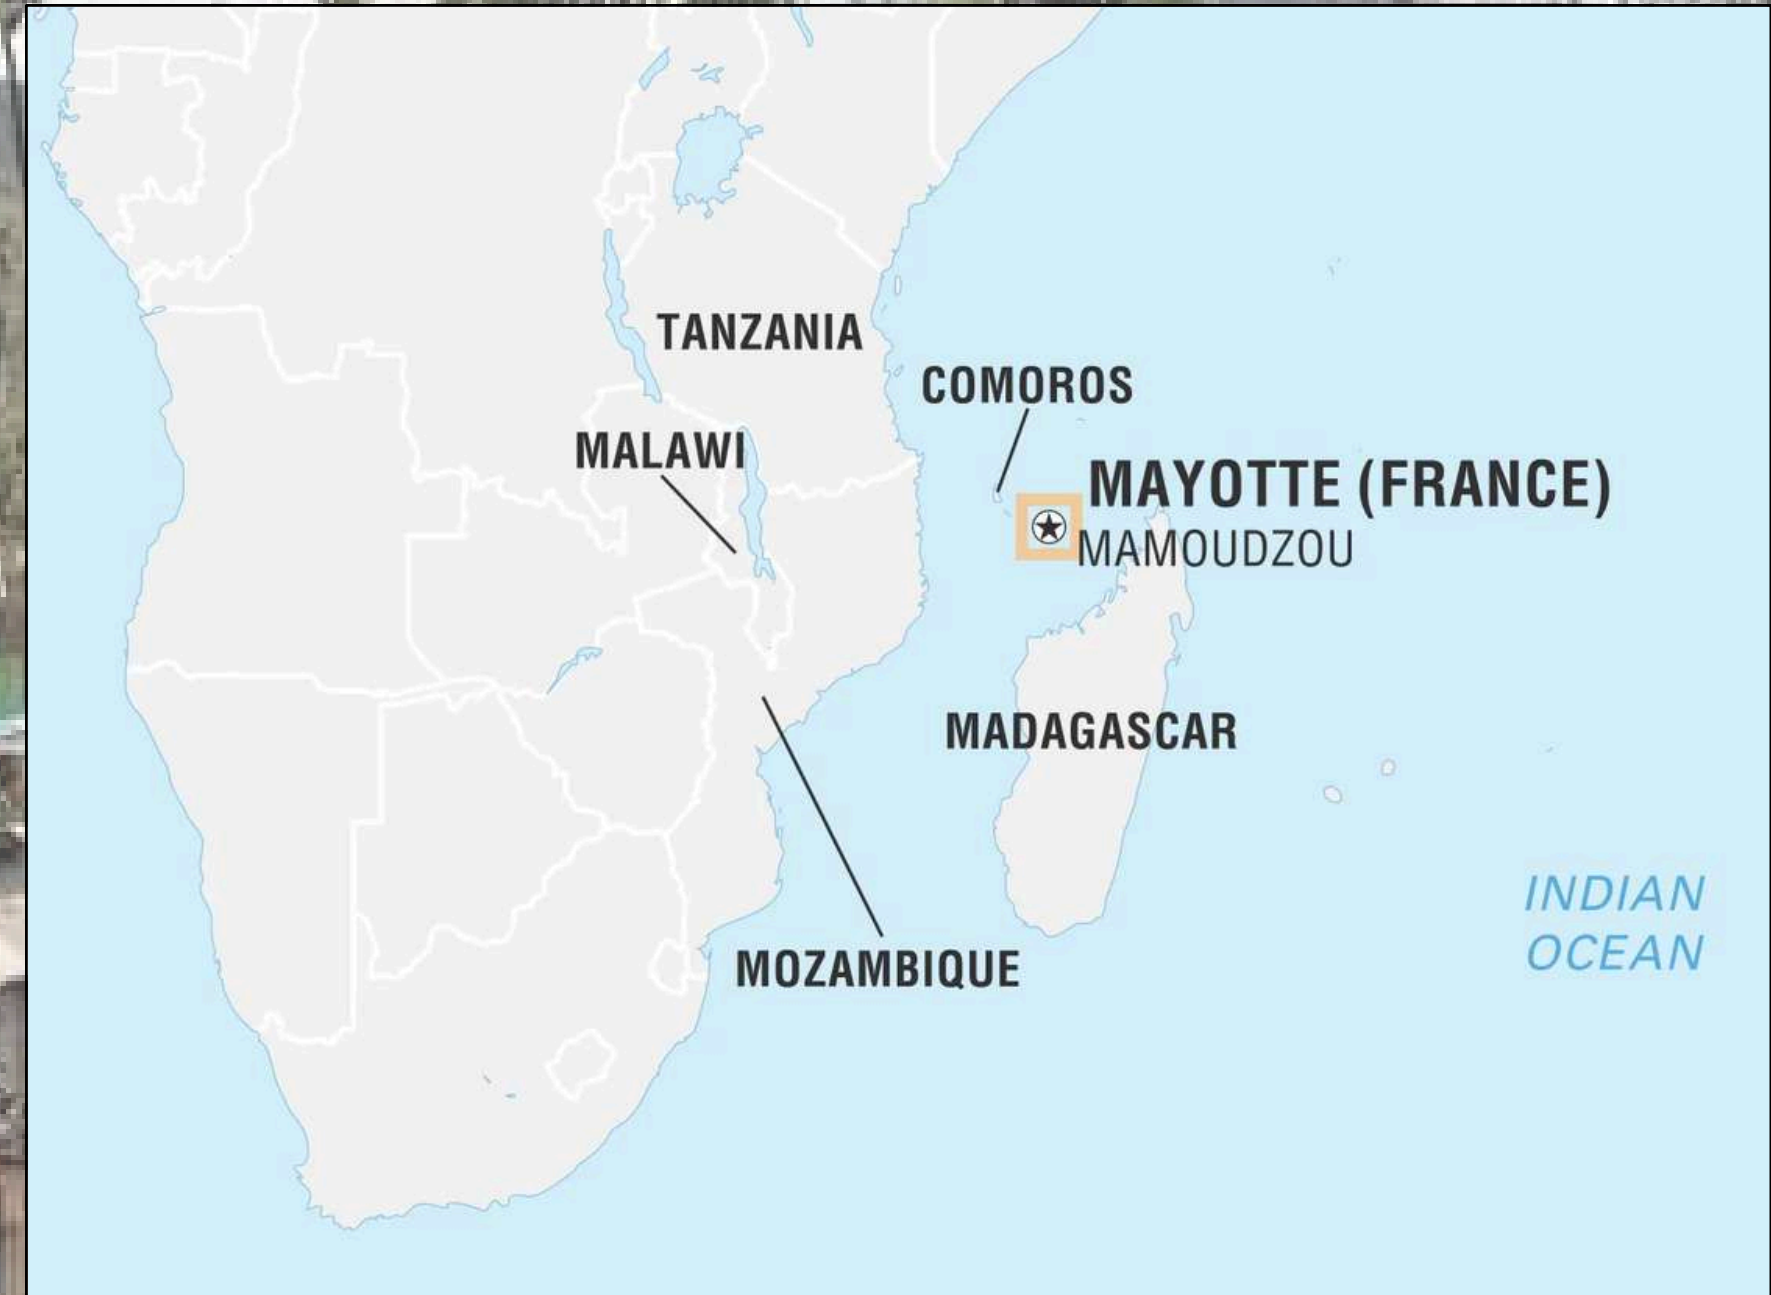 TANZANIA
COMOROS
MALAWI
MAYOTTE (FRANCE)
MAMOUDZOU
MADAGASCAR
INDIAN
OCEAN
MOZAMBIQUE